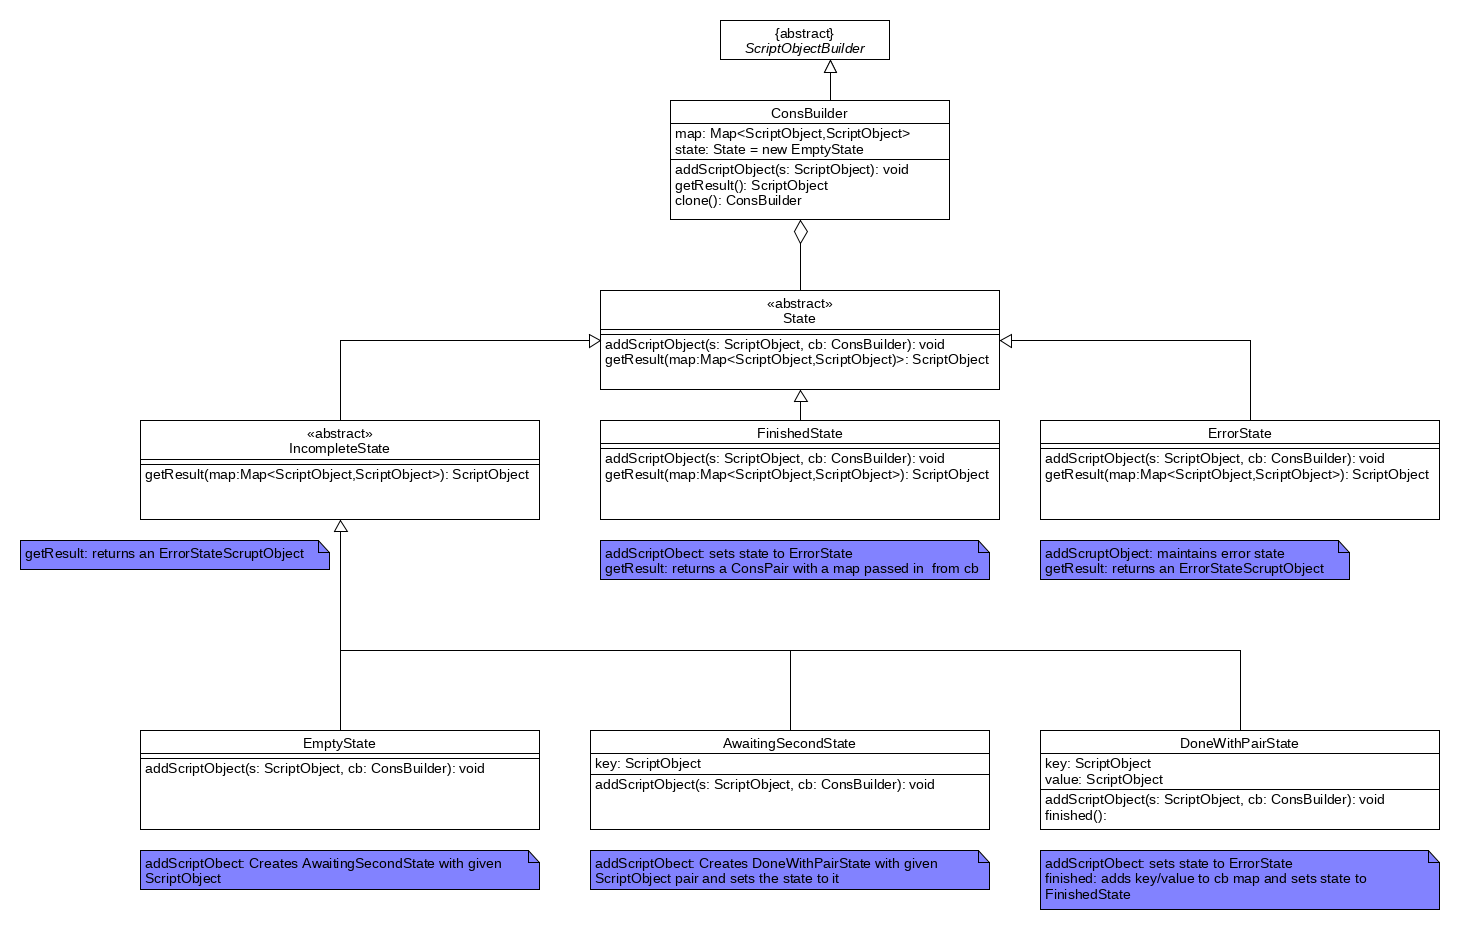 {abstract}
ScriptObjectBuilder
ConsBuilder
map: Map<ScriptObject,ScriptObject>
state: State = new EmptyState
addScriptObject(s: ScriptObject): void
getResult(): ScriptObject
clone(): ConsBuilder
«abstract»
State
addScriptObject(s: ScriptObject, cb: ConsBuilder): void
getResult(map:Map<ScriptObject,ScriptObject)>: ScriptObject
«abstract»
IncompleteState
getResult(map:Map<ScriptObject,ScriptObject>): ScriptObject
FinishedState
addScriptObject(s: ScriptObject, cb: ConsBuilder): void
getResult(map:Map<ScriptObject,ScriptObject>): ScriptObject
ErrorState
addScriptObject(s: ScriptObject, cb: ConsBuilder): void
getResult(map:Map<ScriptObject,ScriptObject>): ScriptObject
getResult: returns an ErrorStateScruptObject
addScriptObect: sets state to ErrorState
getResult: returns a ConsPair with a map passed in  from cb
addScruptObject: maintains error state
getResult: returns an ErrorStateScruptObject
EmptyState
addScriptObject(s: ScriptObject, cb: ConsBuilder): void
AwaitingSecondState
key: ScriptObject
addScriptObject(s: ScriptObject, cb: ConsBuilder): void
DoneWithPairState
key: ScriptObject
value: ScriptObject
addScriptObject(s: ScriptObject, cb: ConsBuilder): void
finished():
addScriptObect: Creates AwaitingSecondState with given
ScriptObject
addScriptObect: Creates DoneWithPairState with given
ScriptObject pair and sets the state to it
addScriptObect: sets state to ErrorState
finished: adds key/value to cb map and sets state to
FinishedState